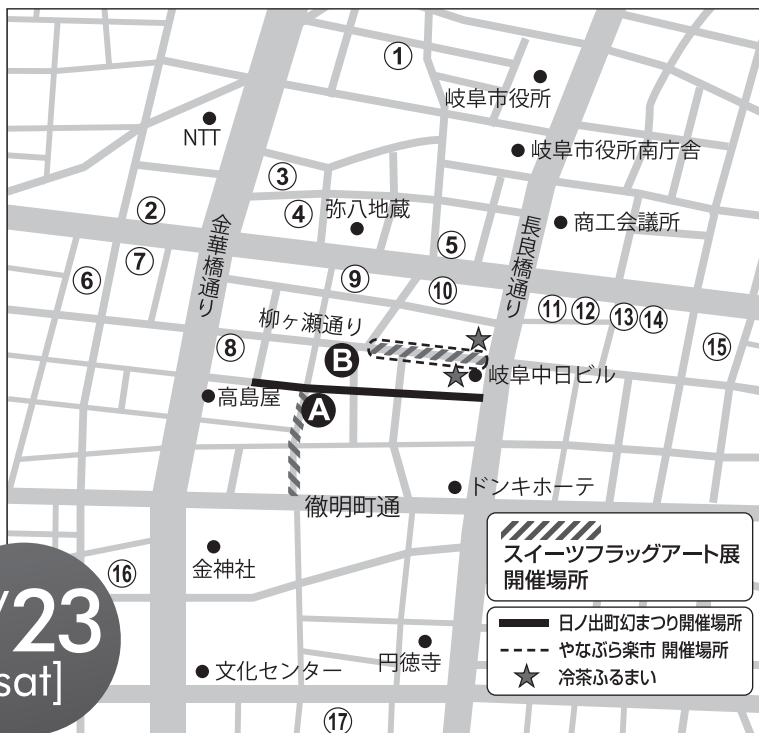 ①
岐阜市役所
NTT
岐阜市役所南庁舎
③
②
④
弥八地蔵
商工会議所
金華橋通り
長良橋通り
⑤
⑦
⑥
⑨
⑩
⑪
⑫
⑬
⑭
柳ヶ瀬通り
⑧
⑮
B
岐阜中日ビル
高島屋
A
ドンキホーテ
徹明町通
金神社
⑯
文化センター
円徳寺
⑰
/23
sat]
スイーツフラッグアート展
開催場所
日ノ出町幻まつり開催場所
やなぶら楽市 開催場所
冷茶ふるまい